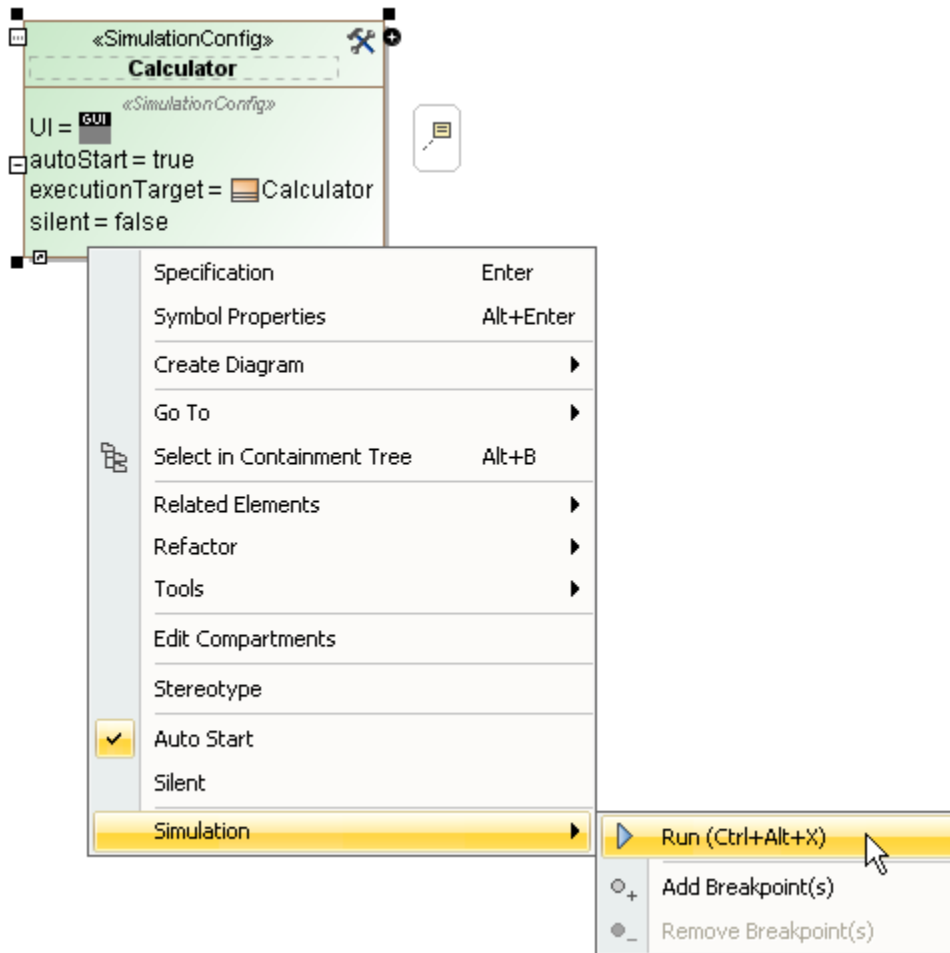 «SimulationConfig»
Calculator
«SimulationConfig»
UI = GUI
autoStart = true
executionTarget = Calculator
silent = false
Specification Enter
Symbol Properties Alt+Enter
Create Diagram
Go To
Select in Containment Tree Alt+B
Related Elements
Refactor
Tools
Edit Compartments
Stereotype
Auto Start
Silent
Simulation
Run (Ctrl+Alt+X)
Add Breakpoint(s)
Remove Breakpoint(s)